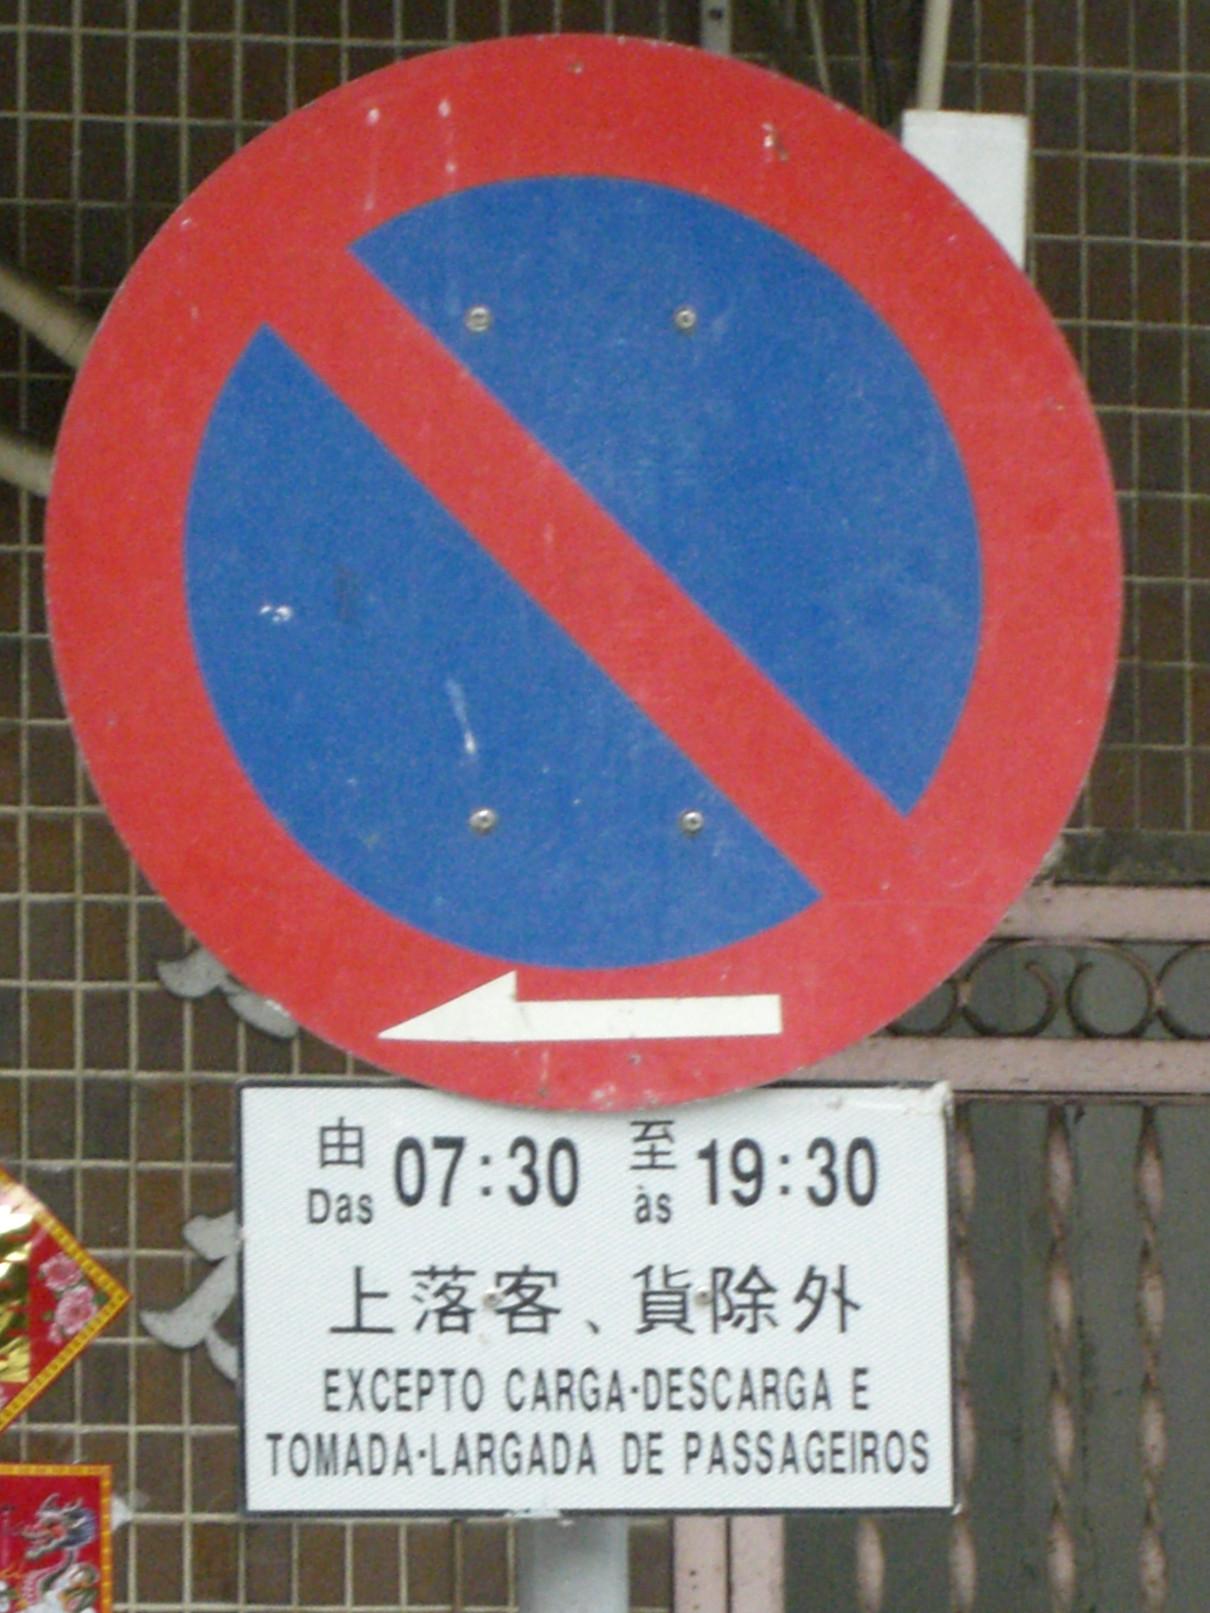 由 07:30 至 19:30
Das às
上落客、貨除外
EXCEPTO CARGA-DESCARGA E
TOMADA-LARGADA DE PASSAGEIROS